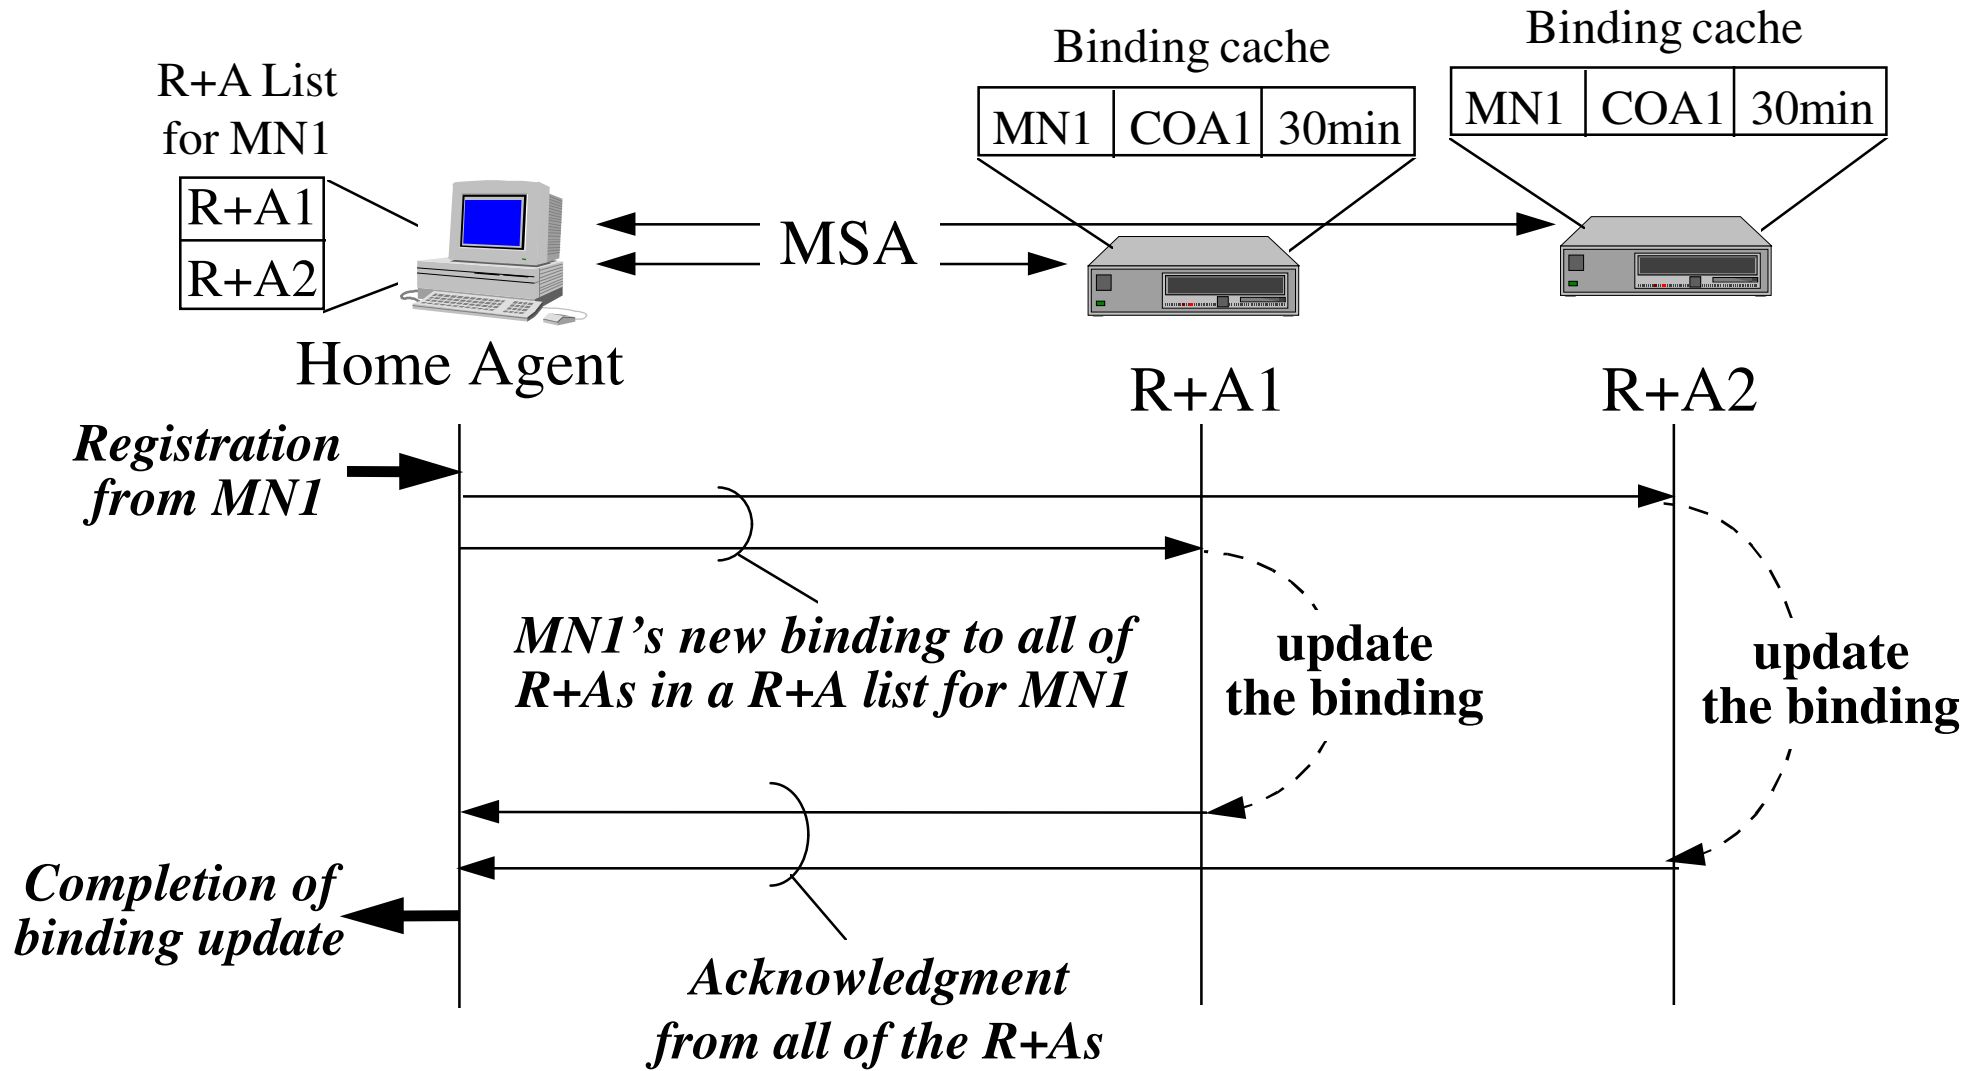 Binding cache
Binding cache
R+A List
for MN1
MN1 COA1 30min
MN1 COA1 30min
R+A1
R+A2
MSA
Home Agent
R+A1
R+A2
Registration
from MN1
MN1's new binding to all of
R+As in a R+A list for MN1
update
the binding
update
the binding
Completion of
binding update
Acknowledgment
from all of the R+As